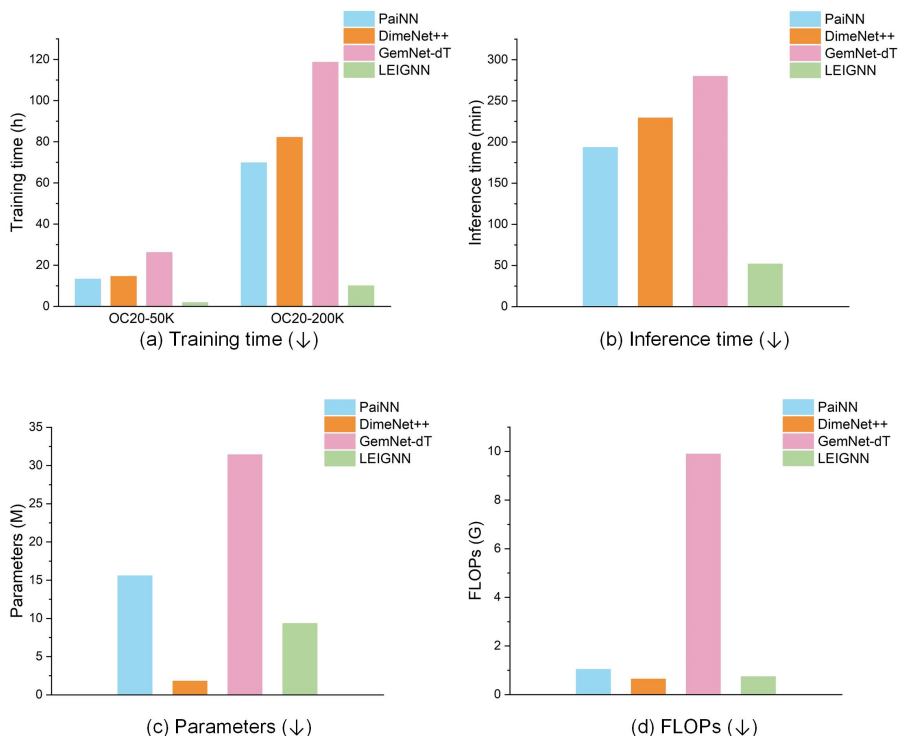 PaiNN
DimeNet++
GemNet-dT
LEIGNN
Training time (h)
120
100
80
60
40
20
0
OC20-50K
OC20-200K
(a) Training time (↓)
PaiNN
DimeNet++
GemNet-dT
LEIGNN
Inference time (min)
300
250
200
150
100
50
0
(b) Inference time (↓)
PaiNN
DimeNet++
GemNet-dT
LEIGNN
Parameters (M)
35
30
25
20
15
10
5
0
(c) Parameters (↓)
PaiNN
DimeNet++
GemNet-dT
LEIGNN
FLOPs (G)
10
8
6
4
2
0
(d) FLOPs (↓)